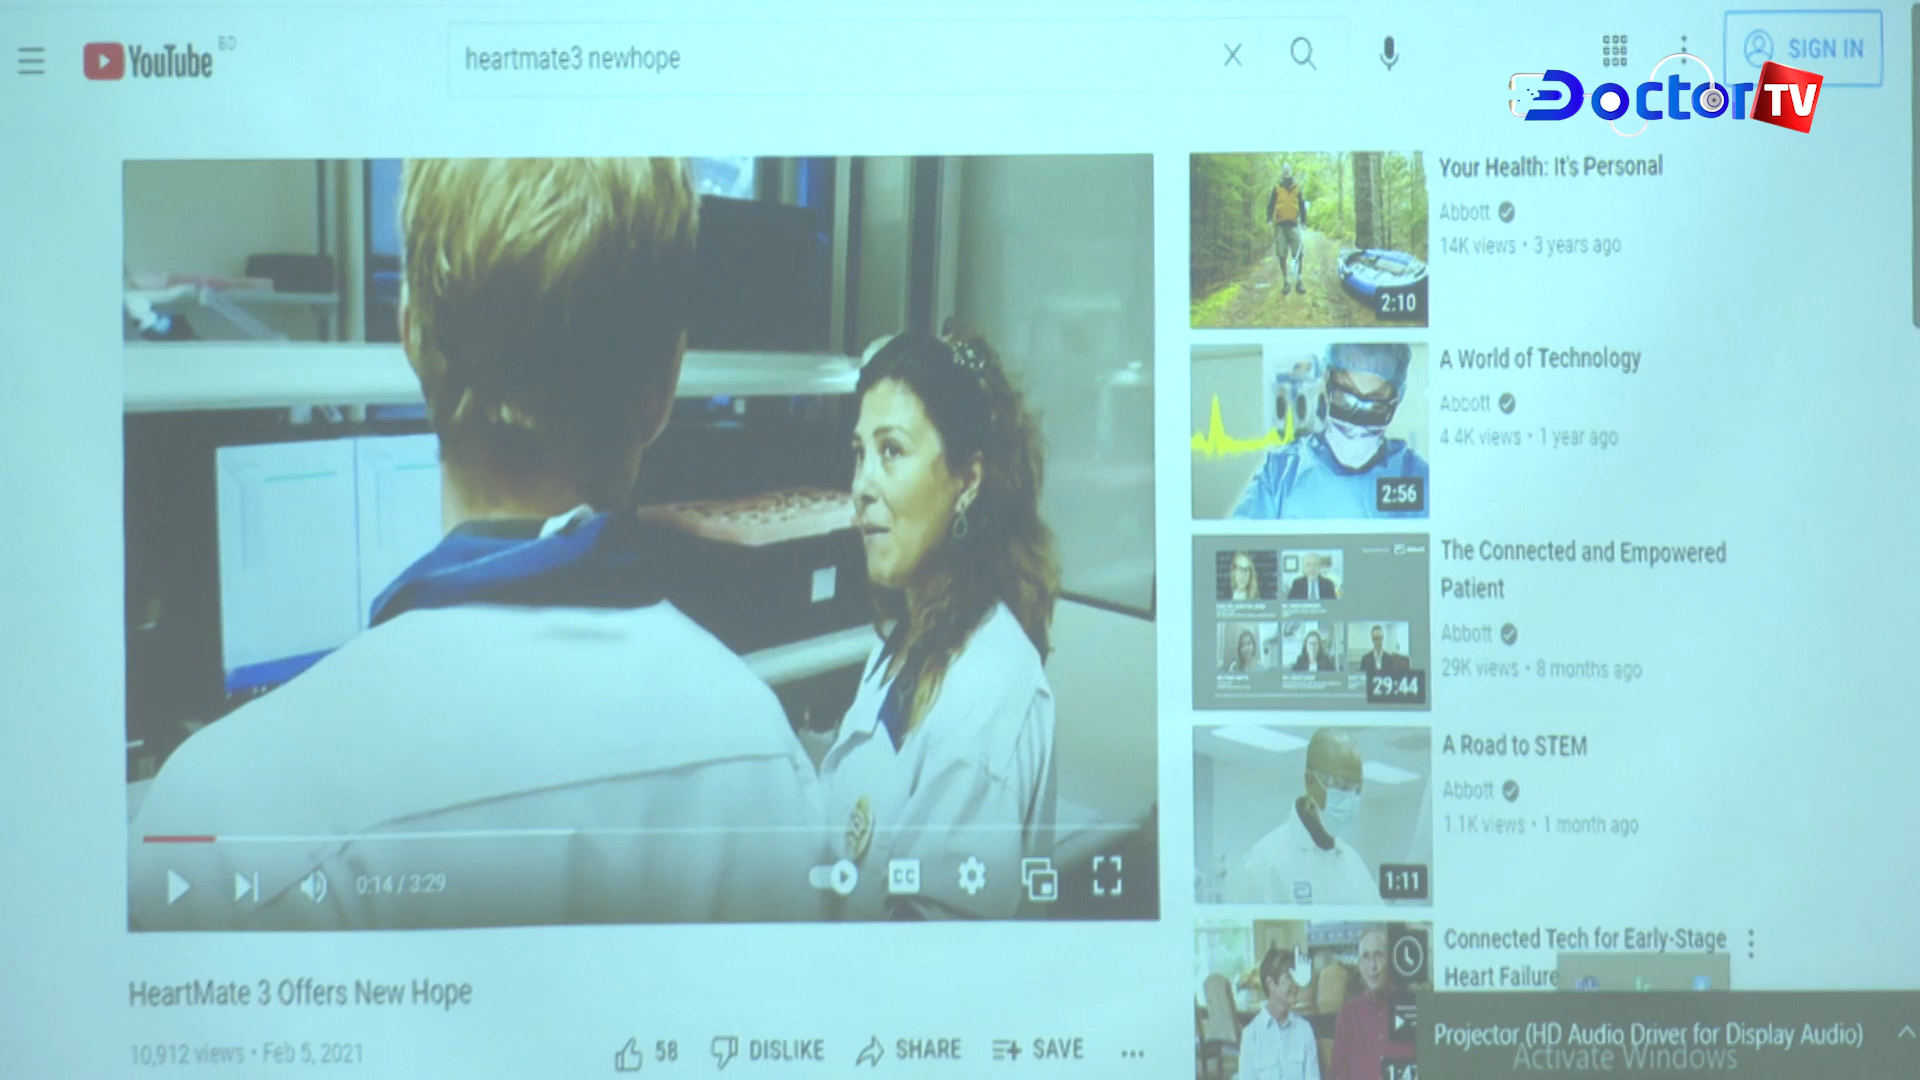 YouTube BD
heartmate3 newhope
SIGN IN
Doctor TV
Your Health: It's Personal
Abbott
14K views • 3 years ago
2:10
A World of Technology
Abbott
4.4K views • 1 year ago
2:56
The Connected and Empowered
Patient
Abbott
29K views • 8 months ago
29:44
A Road to STEM
Abbott
1.1K views • 1 month ago
1:11
Connected Tech for Early-Stage
Heart Failure
1:47
CC
0:14 / 3:29
HeartMate 3 Offers New Hope
10,912 views • Feb 5, 2021
58 DISLIKE SHARE SAVE
Projector (HD Audio Driver for Display Audio)
Activate Windows